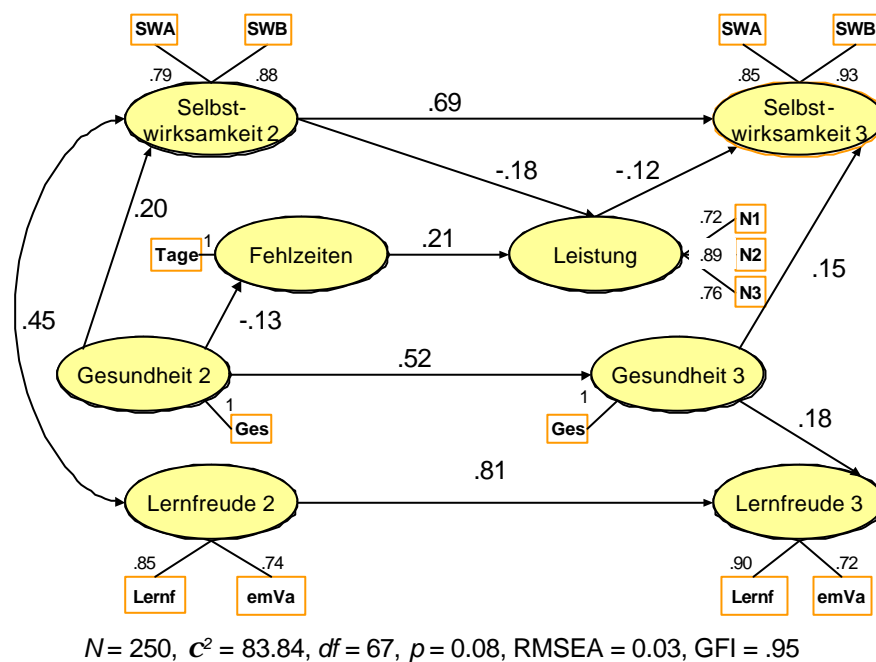 SWA SWB SWA SWB
.79 .88 .85 .93
Selbst-
wirksamkeit 2
.69
Selbst-
wirksamkeit 3
-.18 -.12
.20
Tage 1 Fehlzeiten .21 Leistung
.72 N1
.89 N2
.76 N3
.15
.45
-.13
Gesundheit 2 .52 Gesundheit 3
1 Ges
1 Ges
.18
Lernfreude 2 .81 Lernfreude 3
.85 .74 .90 .72
Lernf emVa Lernf emVa
N = 250, c² = 83.84, df = 67, p = 0.08, RMSEA = 0.03, GFI = .95